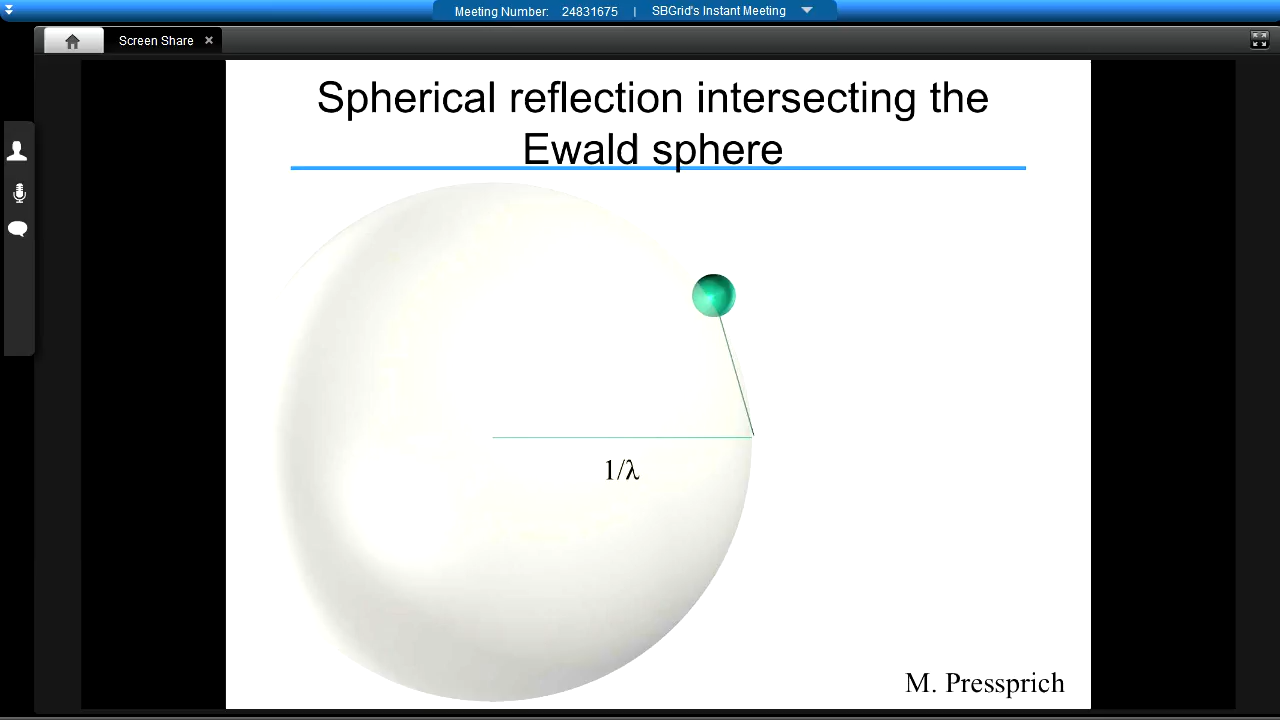 Meeting Number: 24831675 | SBGrid's Instant Meeting
Screen Share
Spherical reflection intersecting the
Ewald sphere
1/λ
M. Pressprich